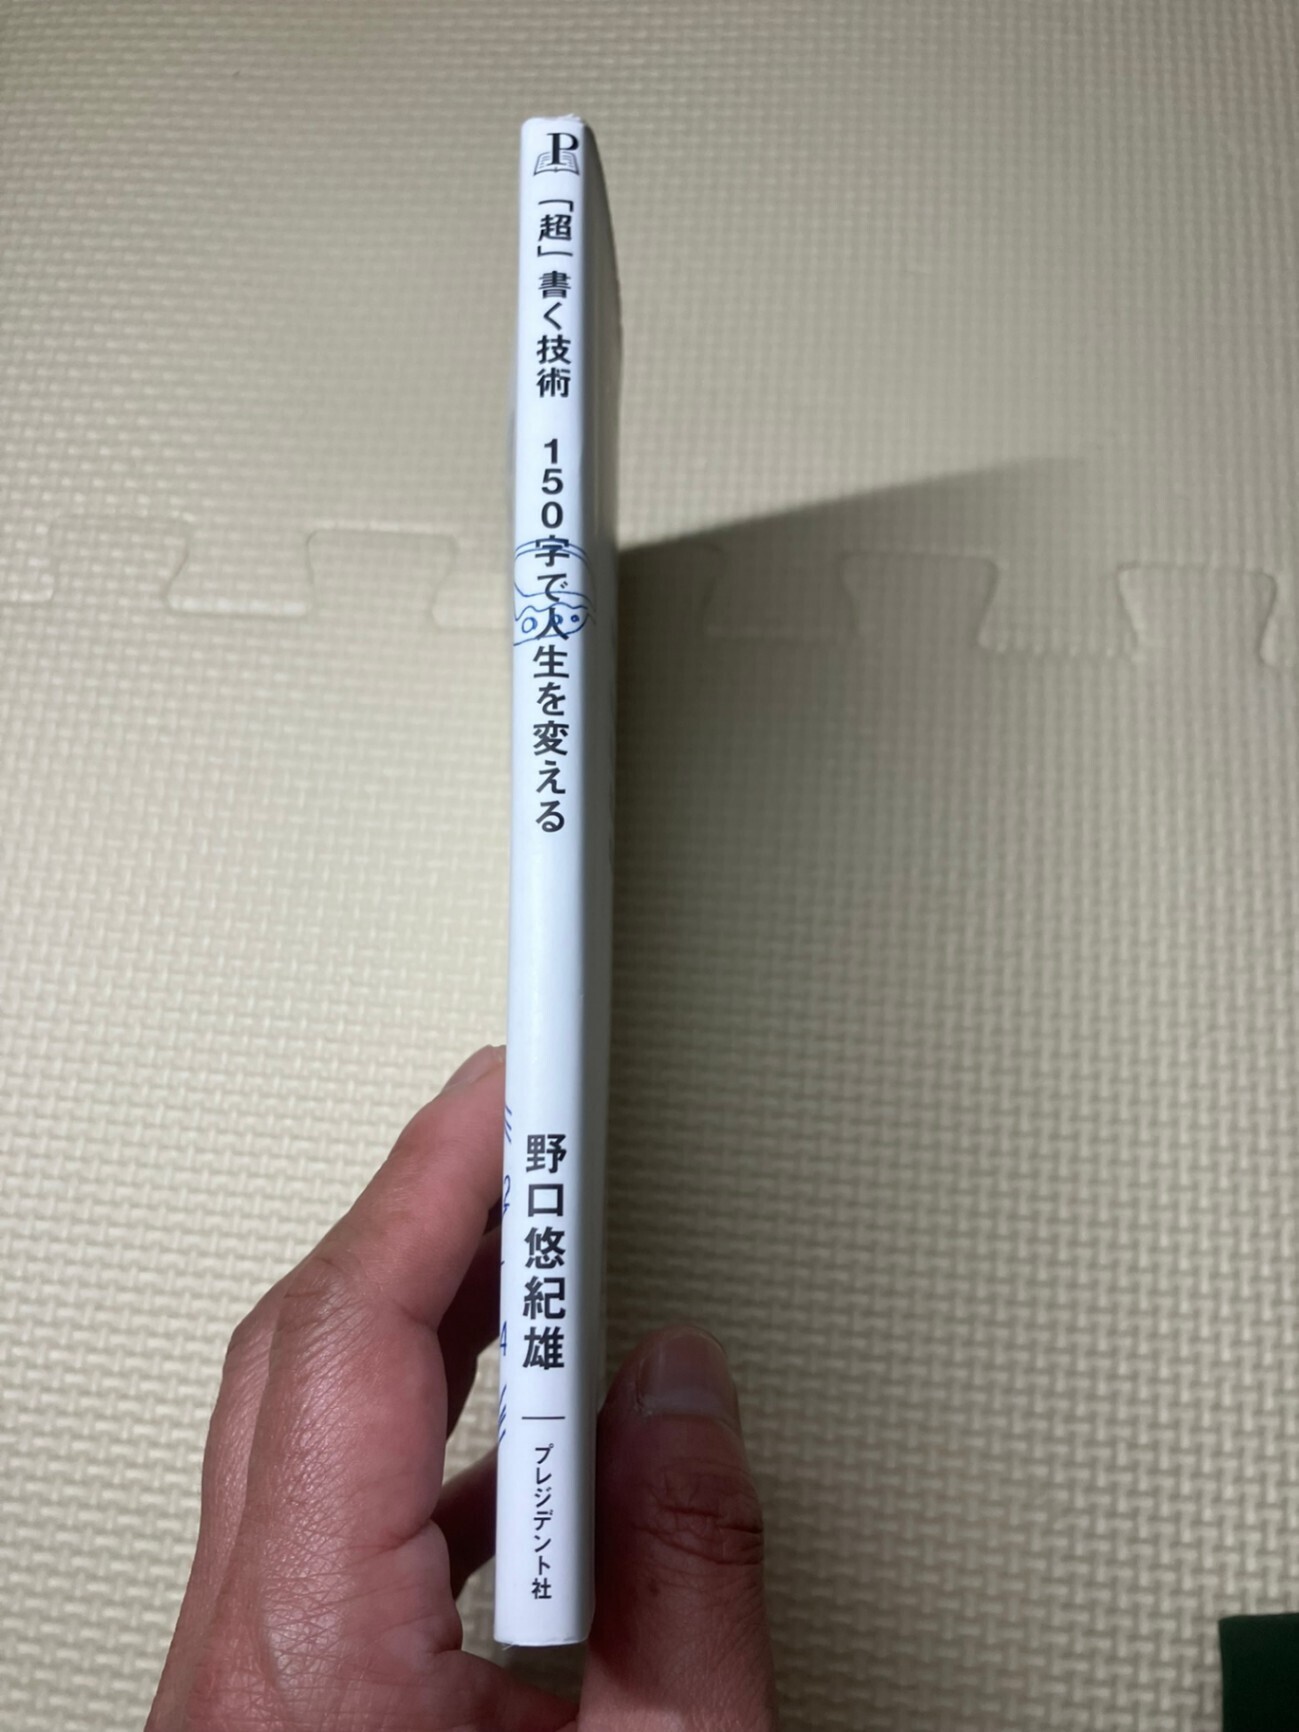 P
「超」書く技術 150字で人生を変える
野口悠紀雄
プレジデント社